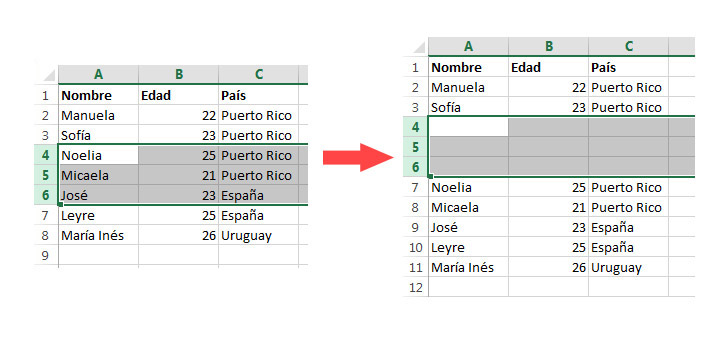 A B C
1 Nombre Edad País
2 Manuela 22 Puerto Rico
3 Sofía 23 Puerto Rico
4 Noelia 25 Puerto Rico
5 Micaela 21 Puerto Rico
6 José 23 España
7 Leyre 25 España
8 María Inés 26 Uruguay
9
A B C
1 Nombre Edad País
2 Manuela 22 Puerto Rico
3 Sofía 23 Puerto Rico
4
5
6
7 Noelia 25 Puerto Rico
8 Micaela 21 Puerto Rico
9 José 23 España
10 Leyre 25 España
11 María Inés 26 Uruguay
12